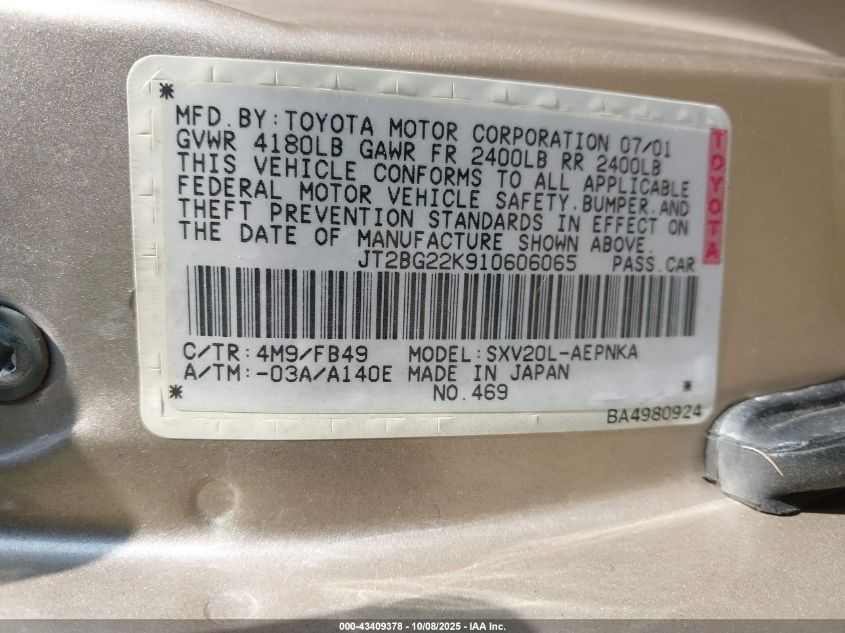 MFD.BY:TOYOTA MOTOR CORPORATION 07/01
GVWR 4180LB GAWR FR 2400LB RR 2400LB
THIS VEHICLE CONFORMS TO ALL APPLICABLE
FEDERAL MOTOR VEHICLE SAFETY.BUMPER.AND
THEFT PREVENTION STANDARDS IN EFFECT ON
THE DATE OF MANUFACTURE SHOWN ABOVE.
JT2BG22K910606065 PASS.CAR
TOYOTA
C/TR:4M9/FB49 MODEL:SXV20L-AEPNKA
A/TM:-03A/A140E MADE IN JAPAN
NO.469
BA4980924
000-43409378 - 10/08/2025 - IAA Inc.